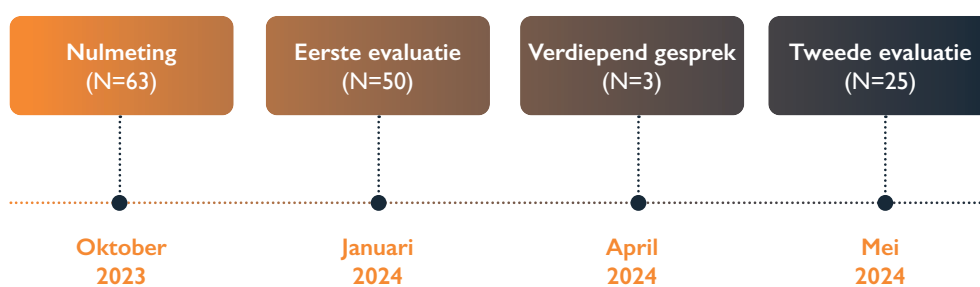 Nulmeting
(N=63)
Eerste evaluatie
(N=50)
Verdiepend gesprek
(N=3)
Tweede evaluatie
(N=25)
Oktober
2023
Januari
2024
April
2024
Mei
2024